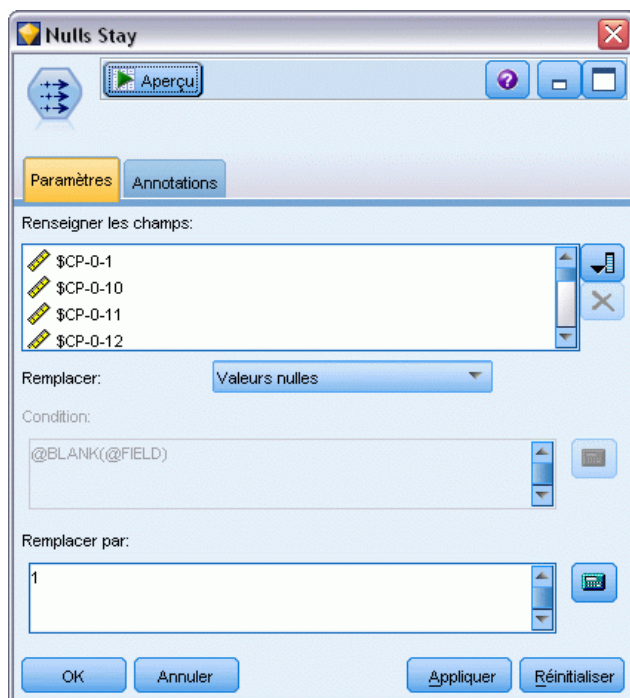 Nulls Stay
Aperçu
Paramètres
Annotations
Renseigner les champs:
$CP-0-1
$CP-0-10
$CP-0-11
$CP-0-12
Remplacer:
Valeurs nulles
Condition:
@BLANK(@FIELD)
Remplacer par:
1
OK
Annuler
Appliquer
Réinitialiser